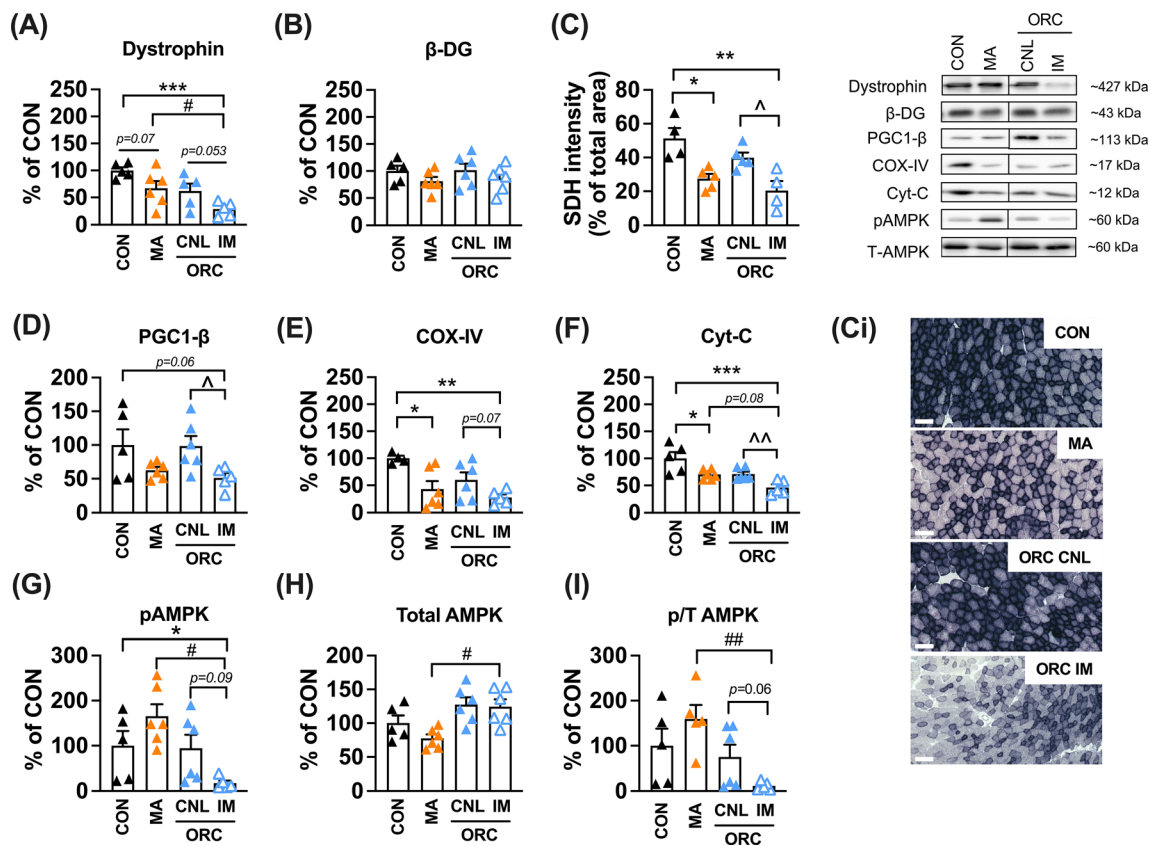 (A)
Dystrophin
% of CON
250
200
150
100
50
0
***
#
p=0.07
p=0.053
CON
MA
CNL IM
ORC
(B)
β-DG
% of CON
250
200
150
100
50
0
CON
MA
CNL IM
ORC
(C)
SDH intensity
(% of total area)
80
60
40
20
0
**
*
^
CON
MA
CNL IM
ORC
ORC
CON
MA
CNL
IM
Dystrophin ~427 kDa
β-DG ~43 kDa
PGC1-β ~113 kDa
COX-IV ~17 kDa
Cyt-C ~12 kDa
pAMPK ~60 kDa
T-AMPK ~60 kDa
(D)
PGC1-β
% of CON
200
150
100
50
0
p=0.06
^
CON
MA
CNL IM
ORC
(E)
COX-IV
% of CON
250
200
150
100
50
0
**
*
p=0.07
CON
MA
CNL IM
ORC
(F)
Cyt-C
% of CON
250
200
150
100
50
0
***
p=0.08
*
^^
CON
MA
CNL IM
ORC
(Ci)
CON
MA
ORC CNL
ORC IM
(G)
pAMPK
% of CON
300
200
100
0
*
#
p=0.09
CON
MA
CNL IM
ORC
(H)
Total AMPK
% of CON
200
150
100
50
0
#
CON
MA
CNL IM
ORC
(I)
p/T AMPK
% of CON
300
200
100
0
##
p=0.06
CON
MA
CNL IM
ORC